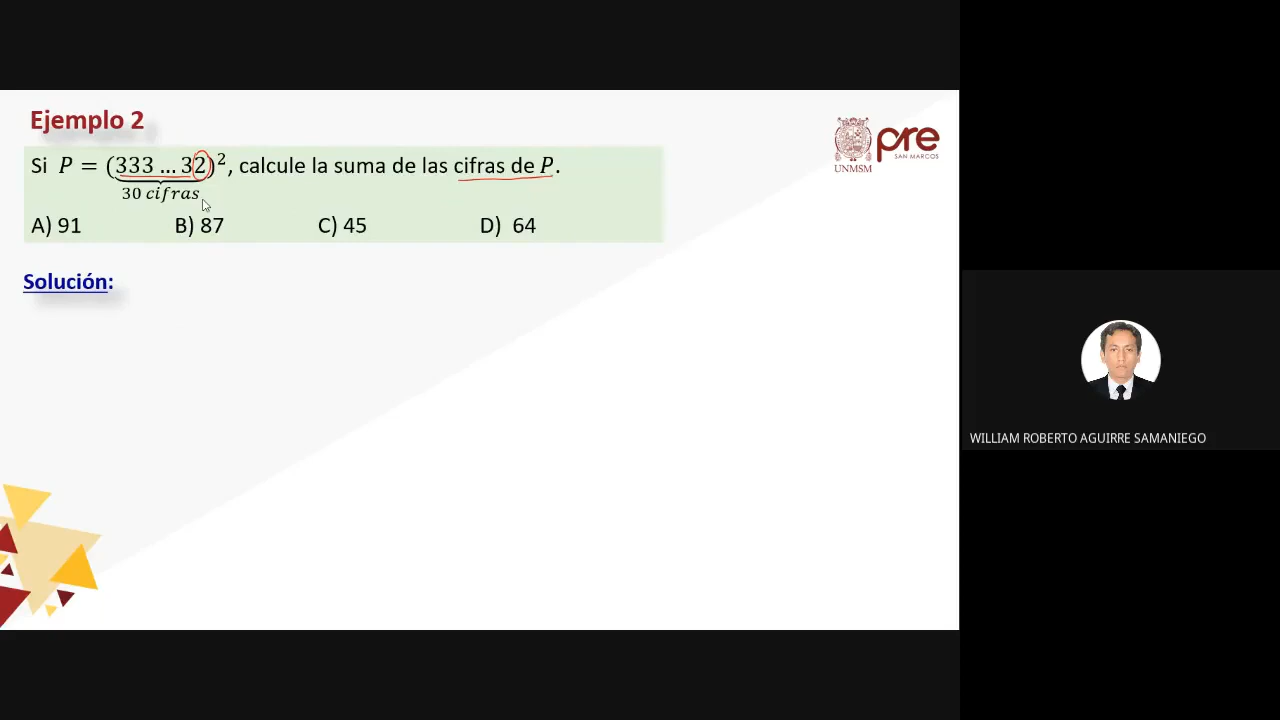 Ejemplo 2
Si P = (333 … 32)², calcule la suma de las cifras de P.
30 cifras
A) 91 B) 87 C) 45 D) 64
Solución:
UNMSM
pre
SAN MARCOS
WILLIAM ROBERTO AGUIRRE SAMANIEGO